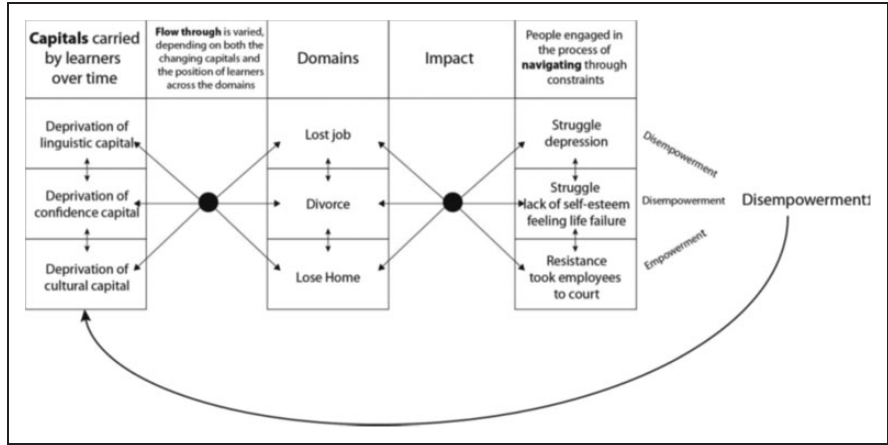 Capitals carried
by learners
over time
Flow through is varied,
depending on both the
changing capitals and
the position of learners
across the domains
Domains
Impact
People engaged in
the process of
navigating through
constraints
Deprivation of
linguistic capital
Lost job
Struggle
depression
Disempowerment
Deprivation of
confidence capital
Divorce
Struggle
lack of self-esteem
feeling life failure
Disempowerment
Disempowerment
Deprivation of
cultural capital
Lose Home
Resistance
took employees
to court
Empowerment